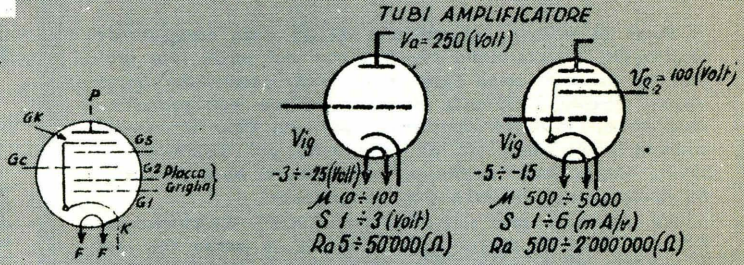 TUBI AMPLIFICATORE
P
GK
G5
Gc
G2 Placca
Griglia
G1
K
F F
Va=250(Volt)
Vig
-3÷-25(Volt)
M 10÷100
S 1÷3 (Volt)
Ra 5÷50'000(Ω)
Vg2=100(Volt)
Vig
-5÷-15
M 500÷5000
S 1÷6 (mA/v)
Ra 500÷2'000'000(Ω)